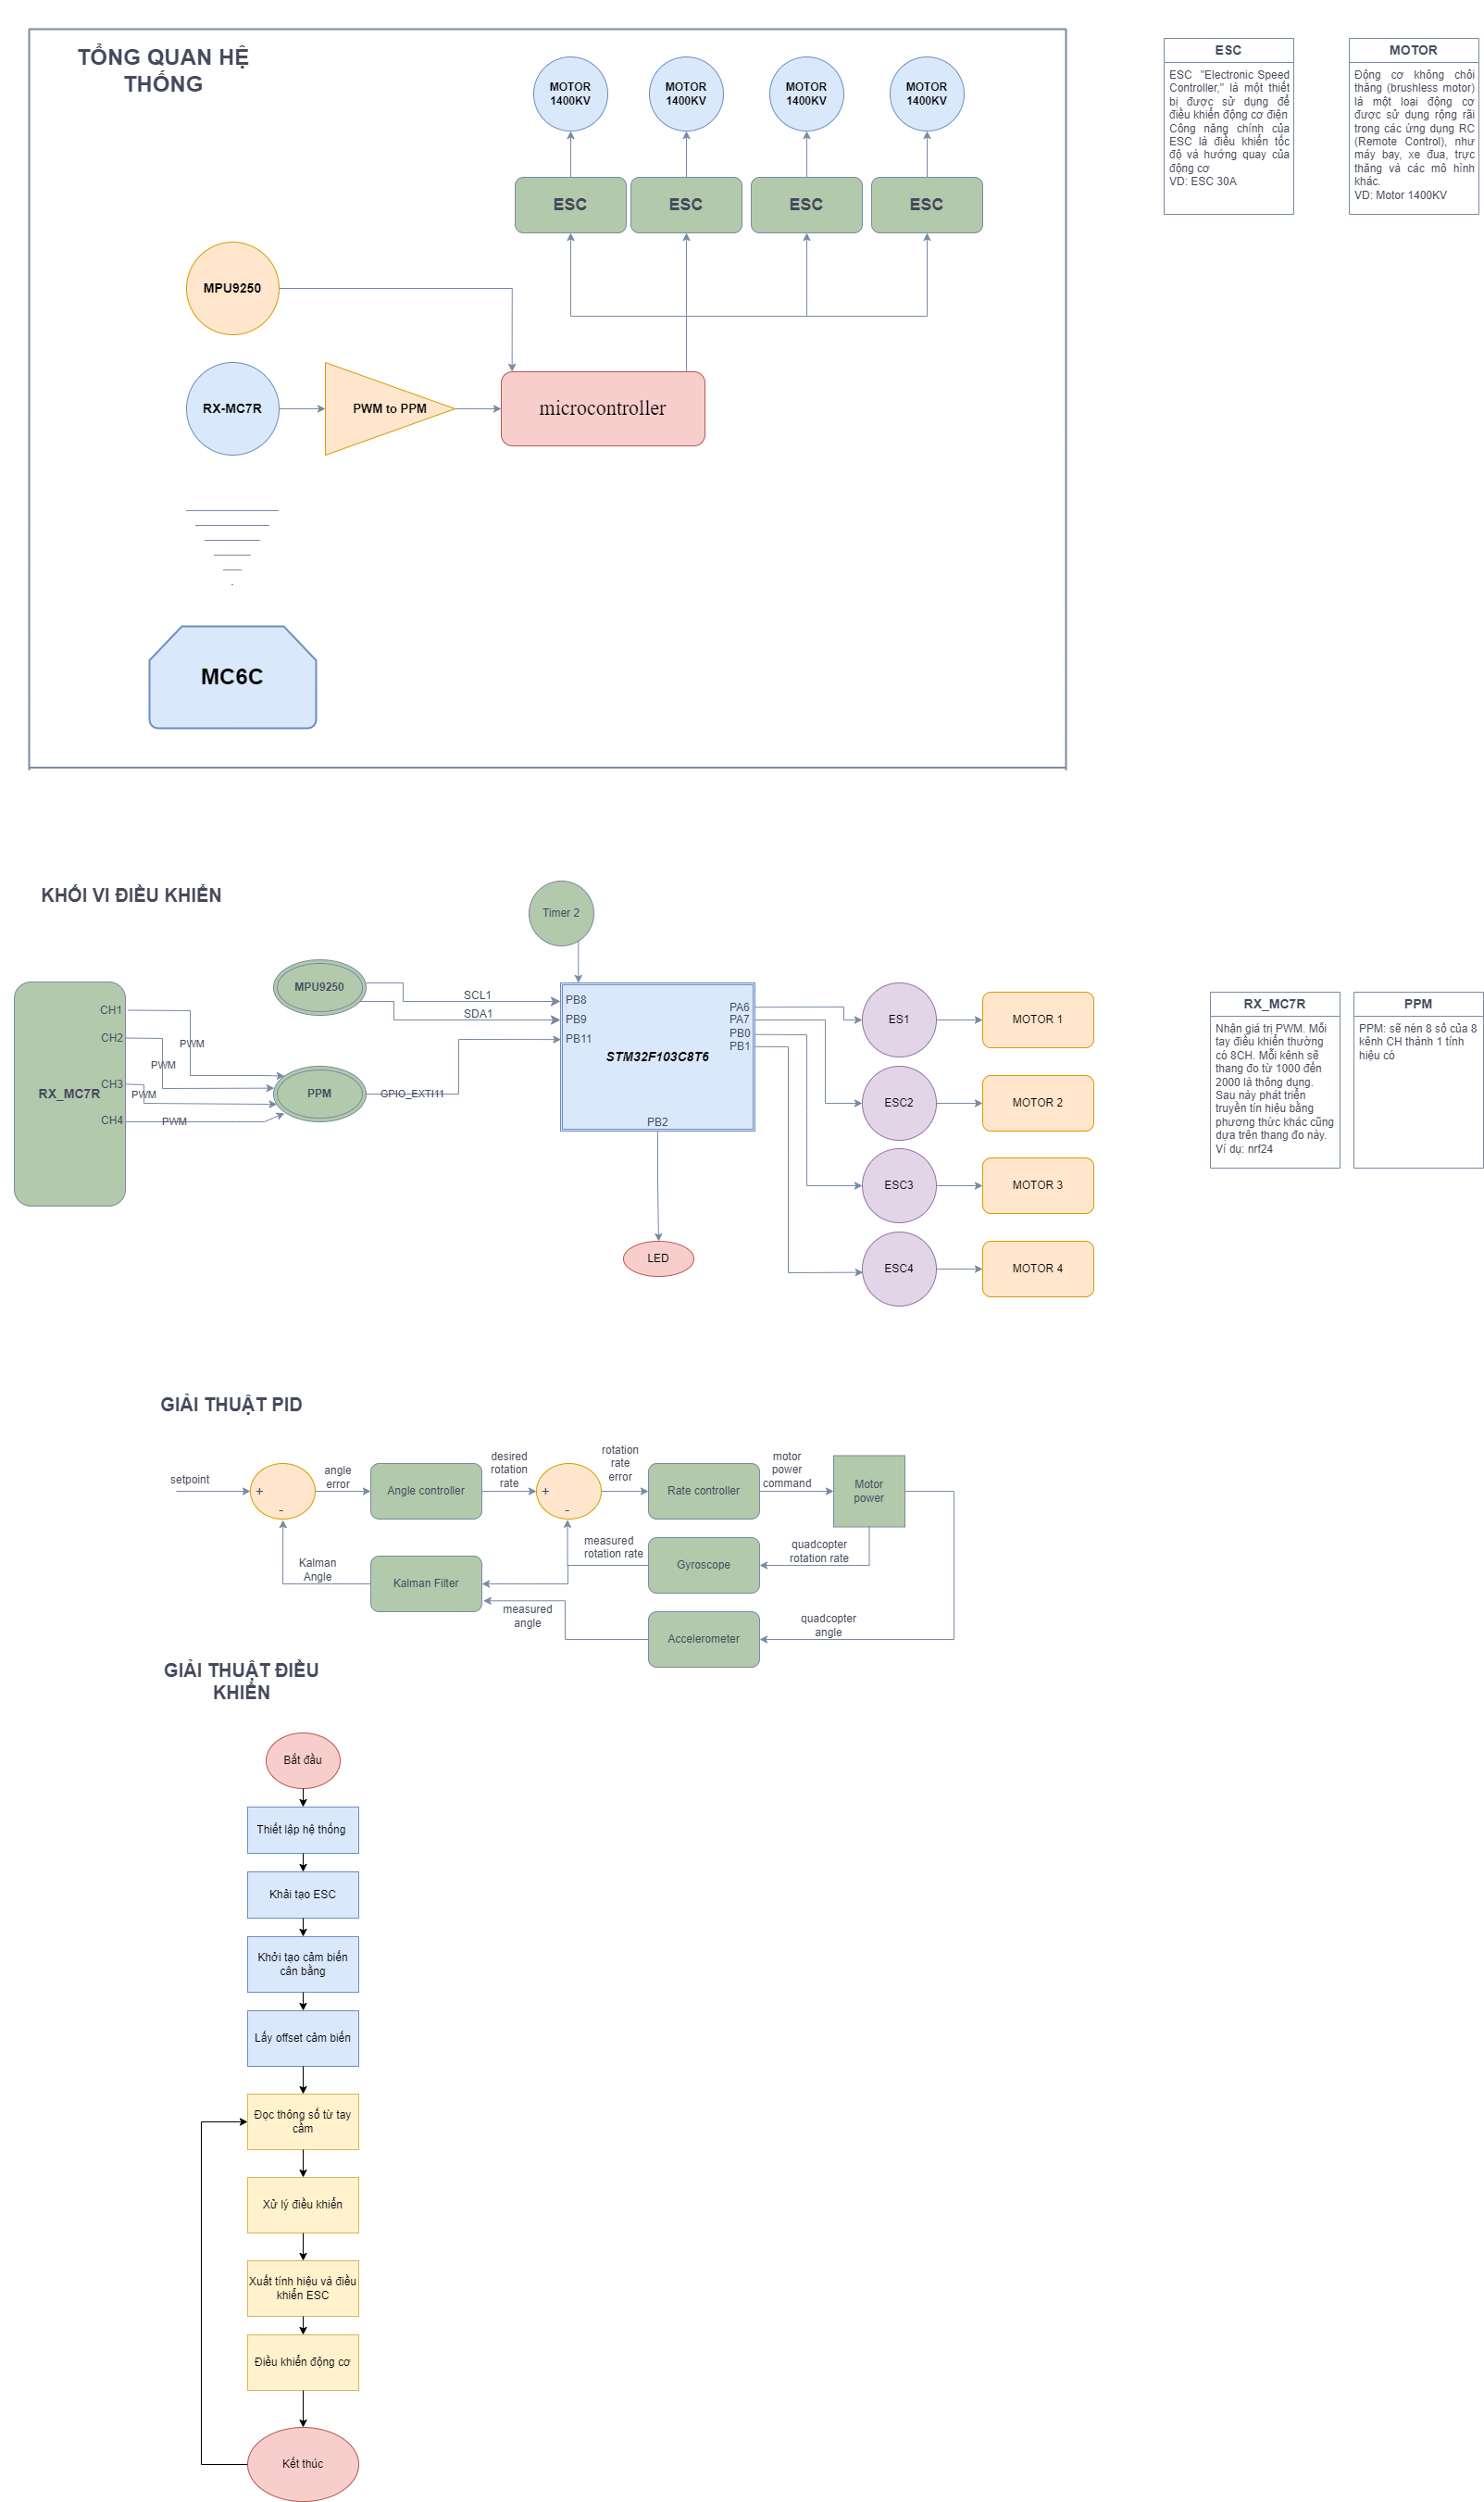 TỔNG QUAN HỆ
THỐNG
MOTOR
1400KV
MOTOR
1400KV
MOTOR
1400KV
MOTOR
1400KV
ESC
ESC
ESC
ESC
MPU9250
RX-MC7R
PWM to PPM
microcontroller
MC6C
ESC
ESC "Electronic Speed
Controller," là một thiết
bị được sử dụng để
điều khiển động cơ điện
Công năng chính của
ESC là điều khiển tốc
độ và hướng quay của
động cơ
VD: ESC 30A
MOTOR
Động cơ không chổi
thăng (brushless motor)
là một loại động cơ
được sử dụng rộng rãi
trong các ứng dụng RC
(Remote Control), như
máy bay, xe đua, trực
thăng và các mô hình
khác.
VD: Motor 1400KV
KHỐI VI ĐIỀU KHIỂN
Timer 2
RX_MC7R
CH1
CH2
CH3
CH4
PWM
PWM
PWM
PWM
MPU9250
PPM
SCL1
SDA1
GPIO_EXTI11
PB8
PB9
PB11
STM32F103C8T6
PA6
PA7
PB0
PB1
PB2
LED
ES1
MOTOR 1
ESC2
MOTOR 2
ESC3
MOTOR 3
ESC4
MOTOR 4
RX_MC7R
Nhận giá trị PWM. Mỗi
tay điều khiển thường
có 8CH. Mỗi kênh sẽ
thang đo từ 1000 đến
2000 là thông dụng.
Sau này phát triển
truyền tín hiệu bằng
phương thức khác cũng
dựa trên thang đo này.
Ví dụ: nrf24
PPM
PPM: sẽ nén 8 số của 8
kênh CH thành 1 tính
hiệu có
GIẢI THUẬT PID
setpoint
+
-
angle
error
Angle controller
desired
rotation
rate
+
-
rotation
rate
error
Rate controller
motor
power
command
Motor
power
Kalman
Angle
Kalman Filter
measured
rotation rate
Gyroscope
quadcopter
rotation rate
measured
angle
Accelerometer
quadcopter
angle
GIẢI THUẬT ĐIỀU
KHIỂN
Bắt đầu
Thiết lập hệ thống
Khải tạo ESC
Khởi tạo cảm biến
cân bằng
Lấy offset cảm biến
Đọc thông số từ tay
cầm
Xử lý điều khiển
Xuất tính hiệu và điều
khiển ESC
Điều khiển động cơ
Kết thúc